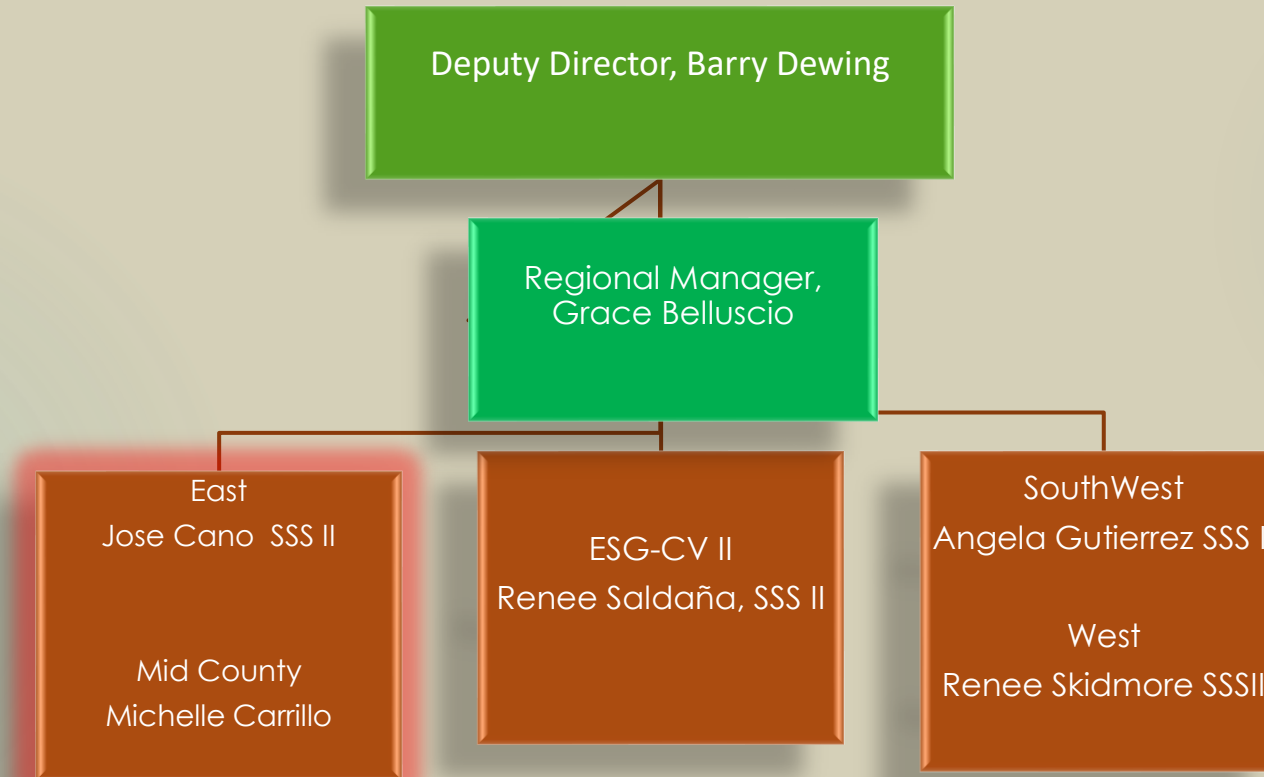 Deputy Director, Barry Dewing
Regional Manager,
Grace Belluscio
East
Jose Cano SSS II
Mid County
Michelle Carrillo
ESG-CV II
Renee Saldaña, SSS II
SouthWest
Angela Gutierrez SSS
West
Renee Skidmore SSSII